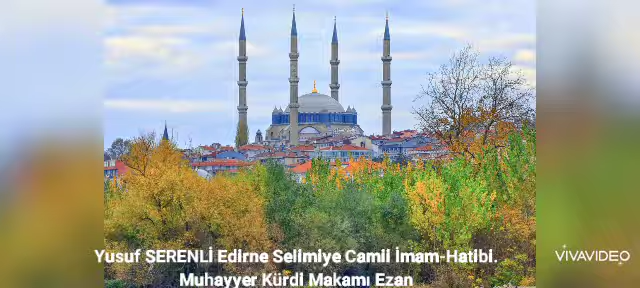 Yusuf SERENLİ Edirne Selimiye Camii İmam-Hatibi.
Muhayyer Kürdi Makamı Ezan
VIVAVIDEO